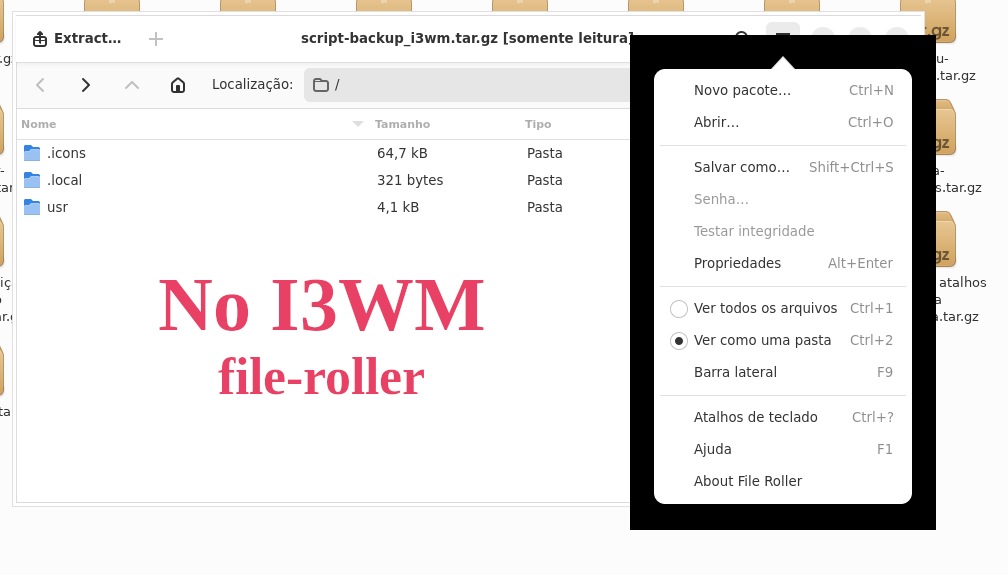 Extract...
script-backup_i3wm.tar.gz [somente leitura]
Localização:
/
Nome Tamanho Tipo
.icons 64,7 kB Pasta
.local 321 bytes Pasta
usr 4,1 kB Pasta
No I3WM
file-roller
Novo pacote... Ctrl+N
Abrir... Ctrl+O
Salvar como... Shift+Ctrl+S
Senha...
Testar integridade
Propriedades Alt+Enter
Ver todos os arquivos Ctrl+1
Ver como uma pasta Ctrl+2
Barra lateral F9
Atalhos de teclado Ctrl+?
Ajuda F1
About File Roller
.gz
u-
.tar.gz
gz
a-
s.tar.gz
gz
atalhos
a
a.tar.gz